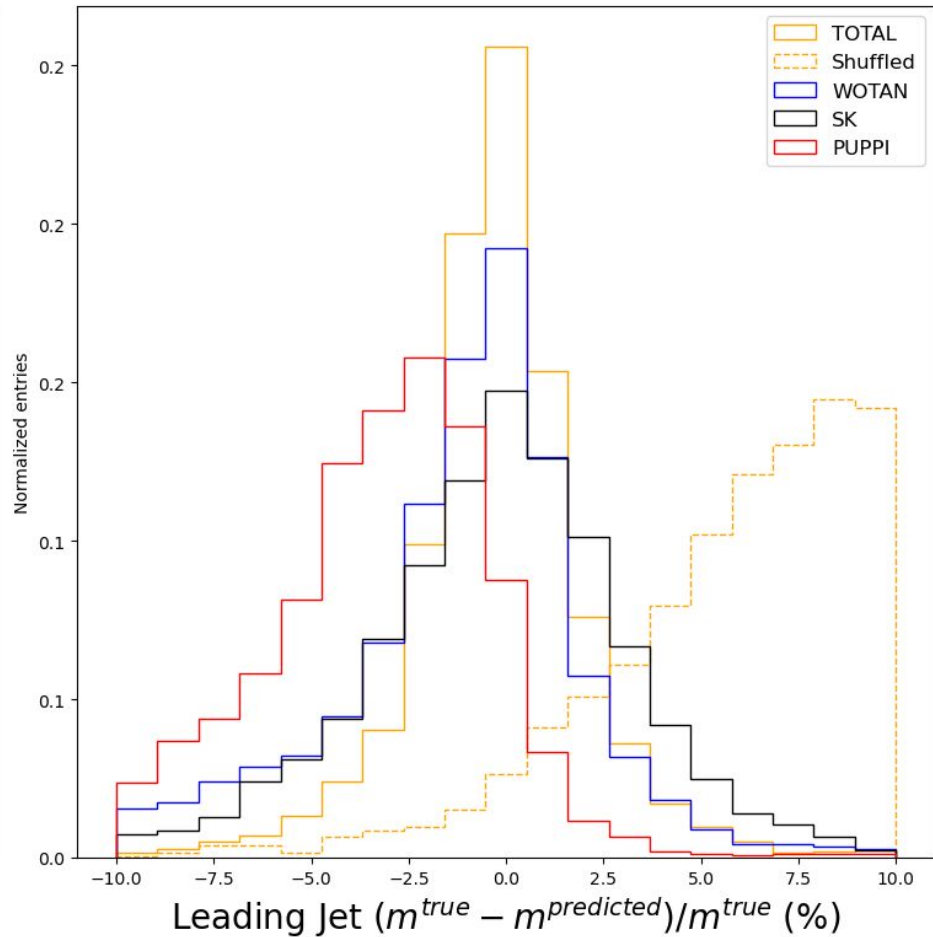 TOTAL
Shuffled
WOTAN
SK
PUPPI
0.2
0.2
0.2
0.1
0.1
0.0
Normalized entries
−10.0 −7.5 −5.0 −2.5 0.0 2.5 5.0 7.5 10.0
Leading Jet (m^{true} − m^{predicted})/m^{true} (%)